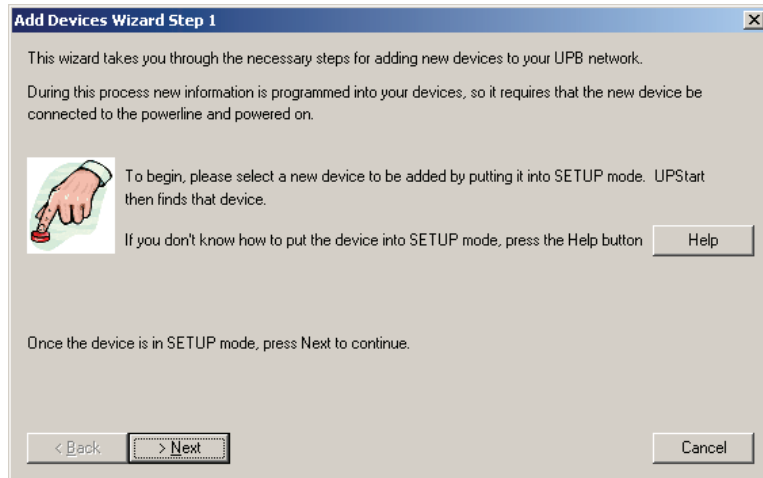 Add Devices Wizard Step 1
This wizard takes you through the necessary steps for adding new devices to your UPB network.
During this process new information is programmed into your devices, so it requires that the new device be
connected to the powerline and powered on.
To begin, please select a new device to be added by putting it into SETUP mode. UPStart
then finds that device.
If you don't know how to put the device into SETUP mode, press the Help button
Help
Once the device is in SETUP mode, press Next to continue.
< Back
> Next
Cancel